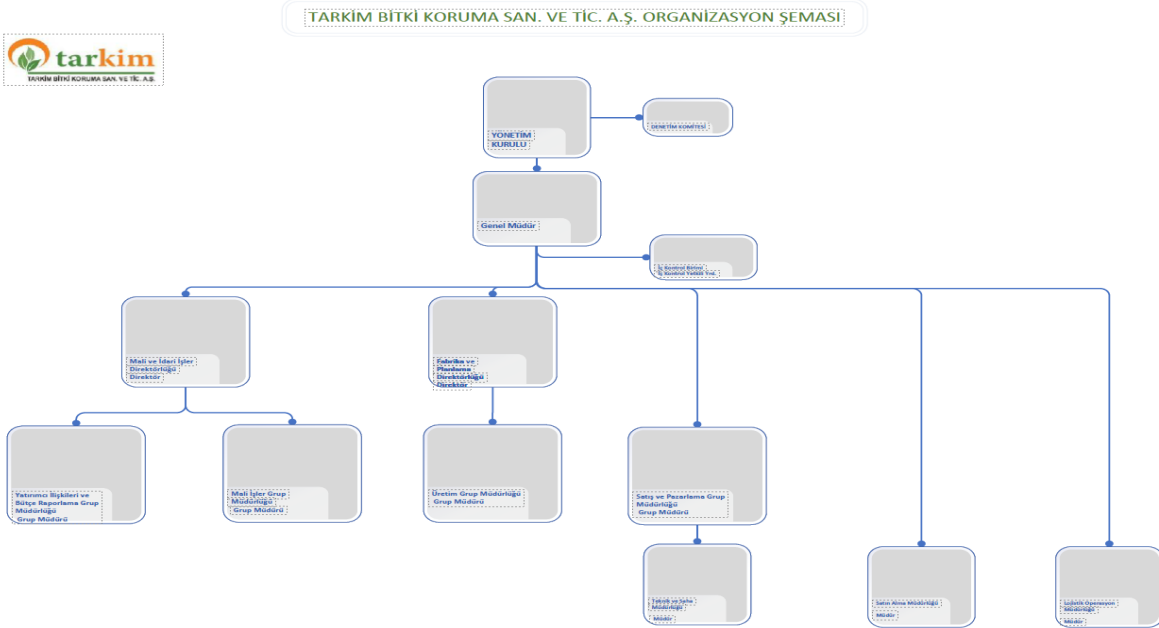 TARKİM BİTKİ KORUMA SAN. VE TİC. A.Ş. ORGANİZASYON ŞEMASI
tarkim
TARKİM BİTKİ KORUMA SAN. VE TİC. A.Ş.
YÖNETİM
KURULU
DENETİM KOMİTESİ
Genel Müdür
İç Kontrol Birimi
İç Kontrol Yetkili Ynt.
Mali ve İdari İşler
Direktörlüğü
Direktör
Fabrika ve
Planlama
Direktörlüğü
Direktör
Yatırımcı İlişkileri ve
Bütçe Raporlama Grup
Müdürlüğü
Grup Müdürü
Mali İşler Grup
Müdürlüğü
Grup Müdürü
Üretim Grup Müdürlüğü
Grup Müdürü
Satış ve Pazarlama Grup
Müdürlüğü
Grup Müdürü
Teknik ve Saha
Müdürlüğü
Müdür
Satın Alma Müdürlüğü
Müdür
Lojistik Operasyon
Müdürlüğü
Müdür